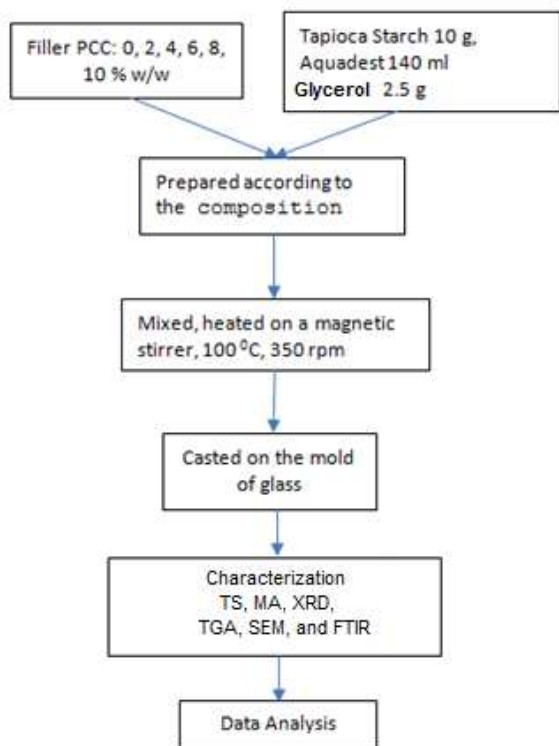 Filler PCC: 0, 2, 4, 6, 8,
10 % w/w
Tapioca Starch 10 g,
Aquadest 140 ml
Glycerol 2.5 g
Prepared according to
the composition
Mixed, heated on a magnetic
stirrer, 100 ⁰C, 350 rpm
Casted on the mold
of glass
Characterization
TS, MA, XRD,
TGA, SEM, and FTIR
Data Analysis